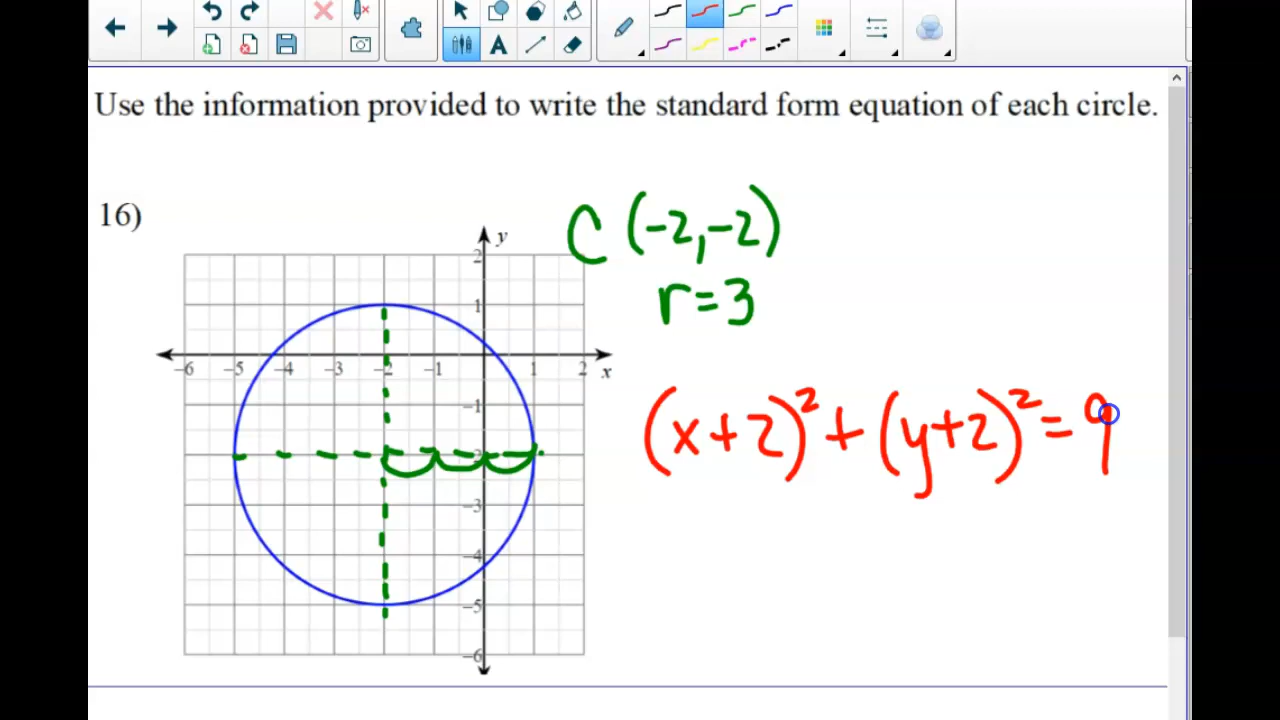 Use the information provided to write the standard form equation of each circle.
16)
C (-2,-2)
r=3
y
2
1
-6 -5 -4 -3 -2 -1 1 2 x
-1
-2
-3
-4
-5
-6
(x+2)²+(y+2)²=9